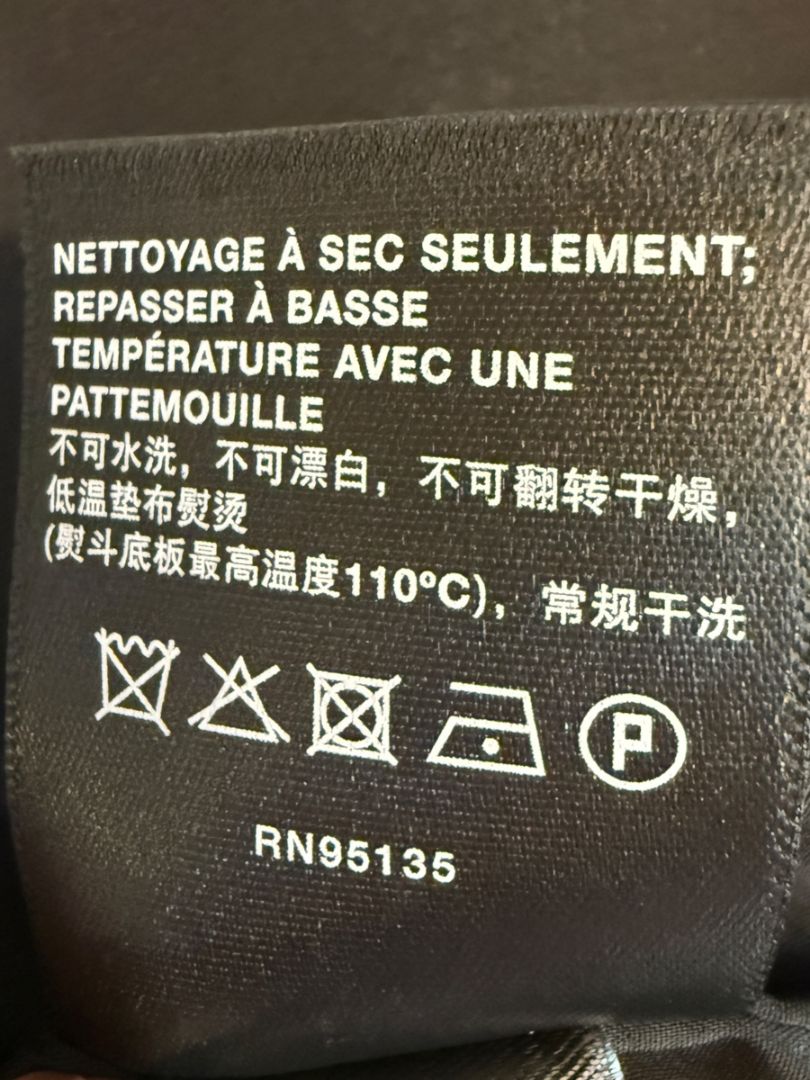 NETTOYAGE À SEC SEULEMENT;
REPASSER À BASSE
TEMPÉRATURE AVEC UNE
PATTEMOUILLE
不可水洗，不可漂白，不可翻转干燥，
低温垫布熨烫
(熨斗底板最高温度110ºC)，常规干洗
P
RN95135